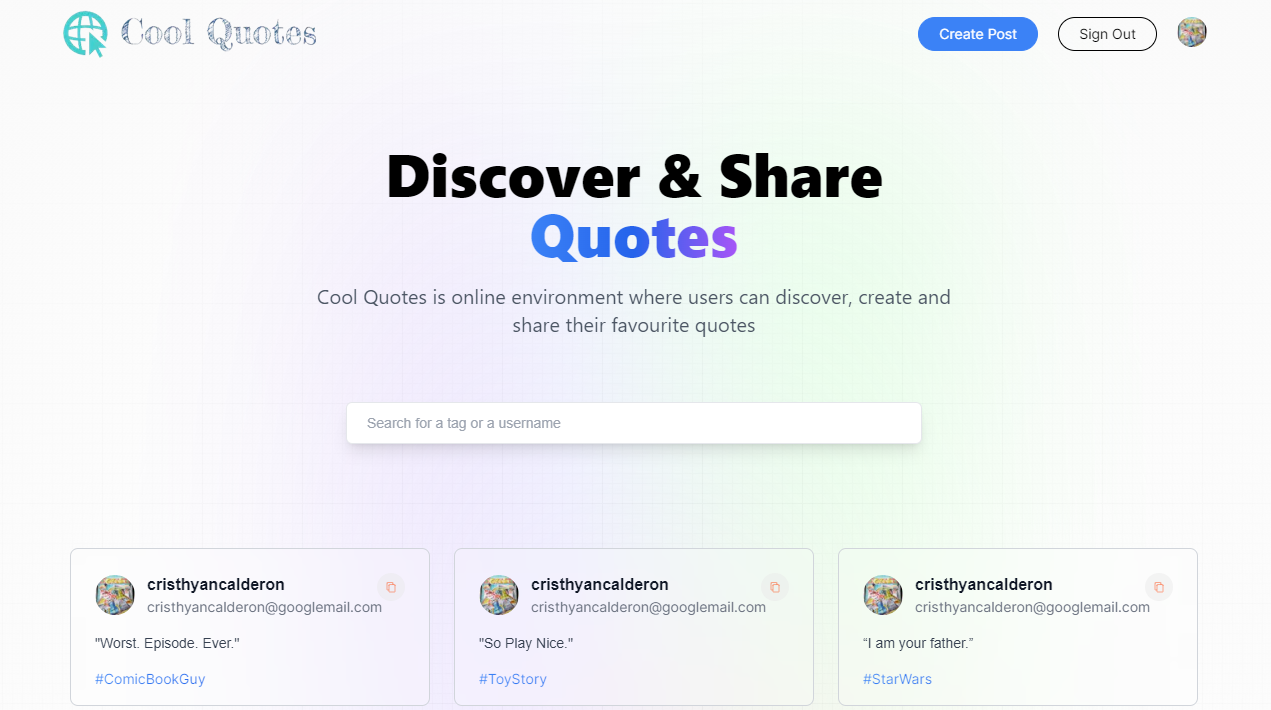 Cool Quotes
Create Post
Sign Out
Discover & Share
Quotes
Cool Quotes is online environment where users can discover, create and
share their favourite quotes
Search for a tag or a username
cristhyancalderon
cristhyancalderon@googlemail.com
"Worst. Episode. Ever."
#ComicBookGuy
cristhyancalderon
cristhyancalderon@googlemail.com
"So Play Nice."
#ToyStory
cristhyancalderon
cristhyancalderon@googlemail.com
“I am your father.”
#StarWars